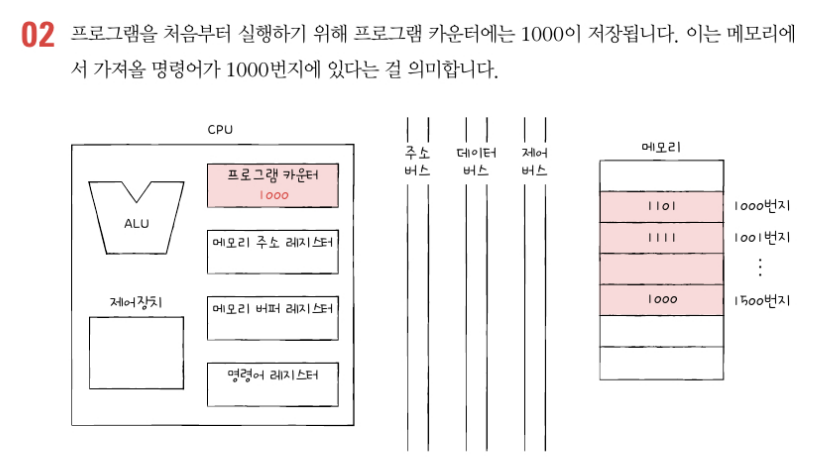 02 프로그램을 처음부터 실행하기 위해 프로그램 카운터에는 1000이 저장됩니다. 이는 메모리에
서 가져올 명령어가 1000번지에 있다는 걸 의미합니다.
CPU
ALU
제어장치
프로그램 카운터
1000
메모리 주소 레지스터
메모리 버퍼 레지스터
명령어 레지스터
주소
버스
데이터
버스
제어
버스
메모리
1101 1000번지
1111 1001번지
⋮
1000 1500번지